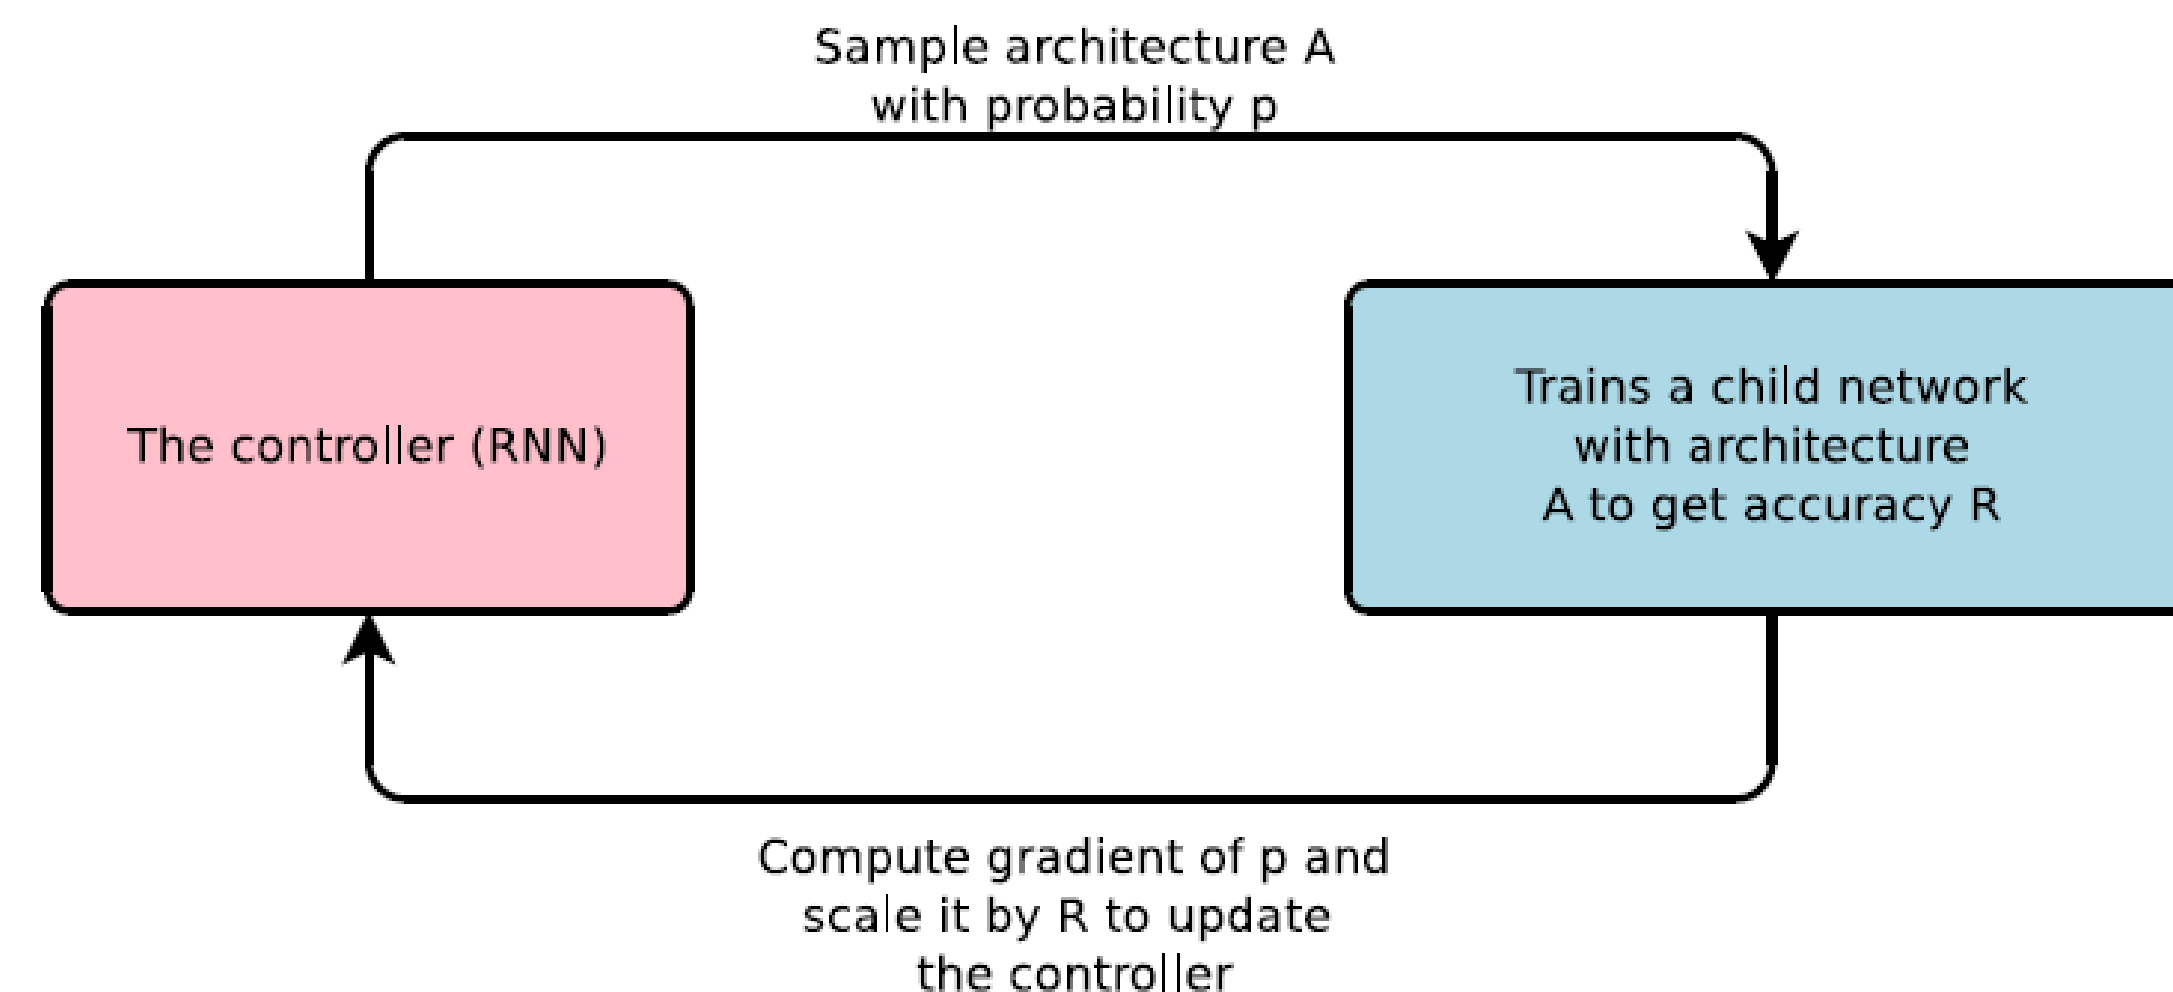 Sample architecture A
with probability p
The controller (RNN)
Trains a child network
with architecture
A to get accuracy R
Compute gradient of p and
scale it by R to update
the controller